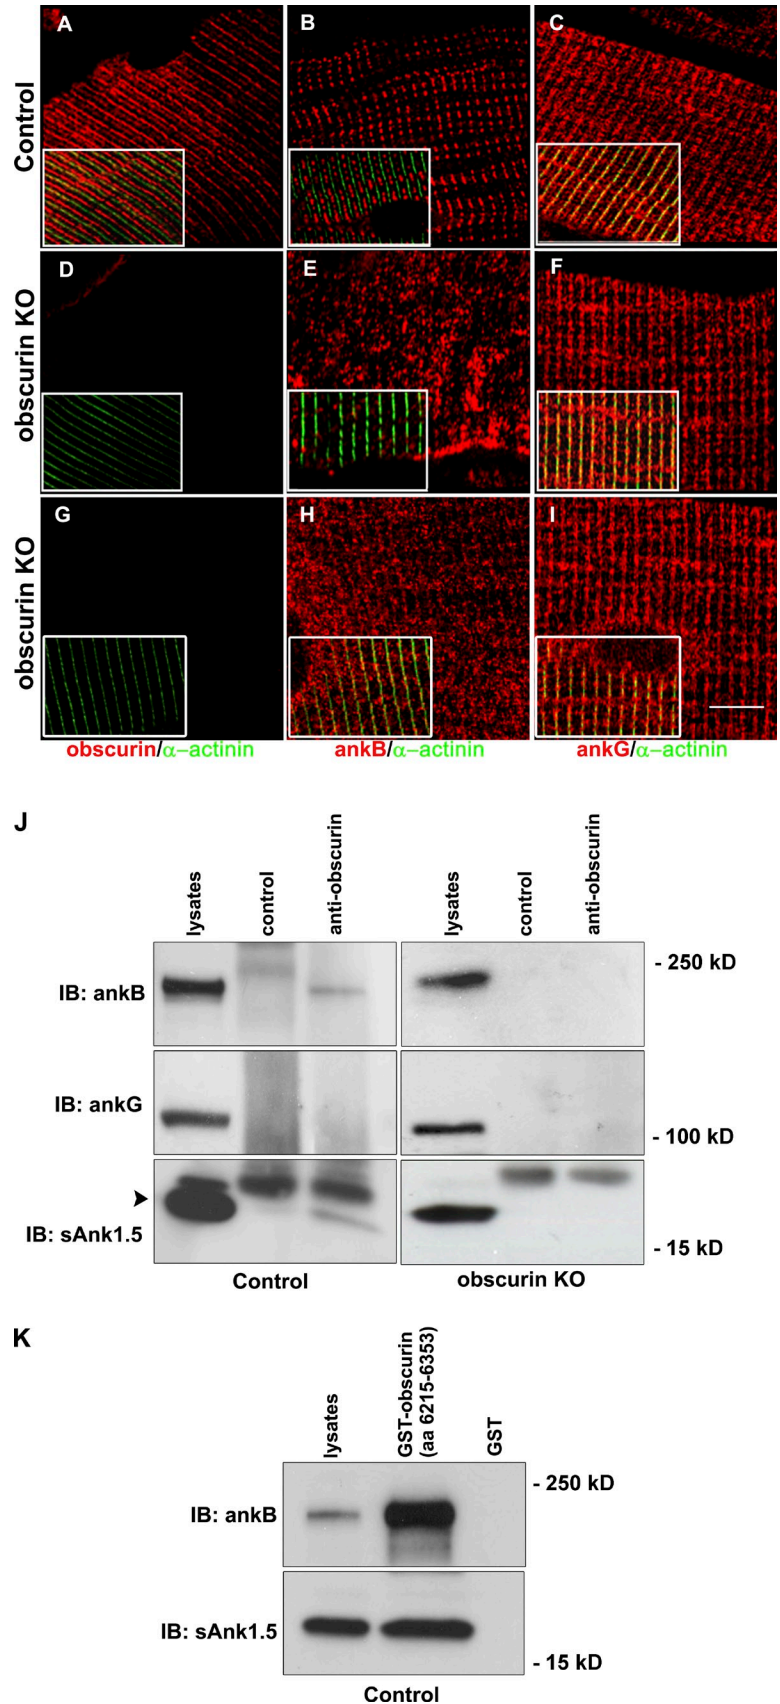 A
B
C
Control
D
E
F
obscurin KO
G
H
I
obscurin KO
obscurin/α–actinin
ankB/α–actinin
ankG/α–actinin
J
lysates
control
anti-obscurin
lysates
control
anti-obscurin
IB: ankB
- 250 kD
IB: ankG
- 100 kD
IB: sAnk1.5
- 15 kD
Control
obscurin KO
K
lysates
GST-obscurin
(aa 6215-6353)
GST
- 250 kD
IB: ankB
IB: sAnk1.5
- 15 kD
Control